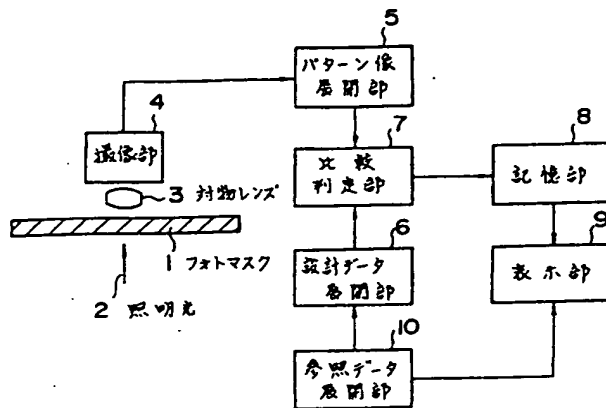 5
パターン像
展開部
4
撮像部
7
比較
判定部
8
記憶部
3 対物レンズ
6
設計データ
展開部
9
表示部
1 フォトマスク
2 照明光
10
参照データ
展開部